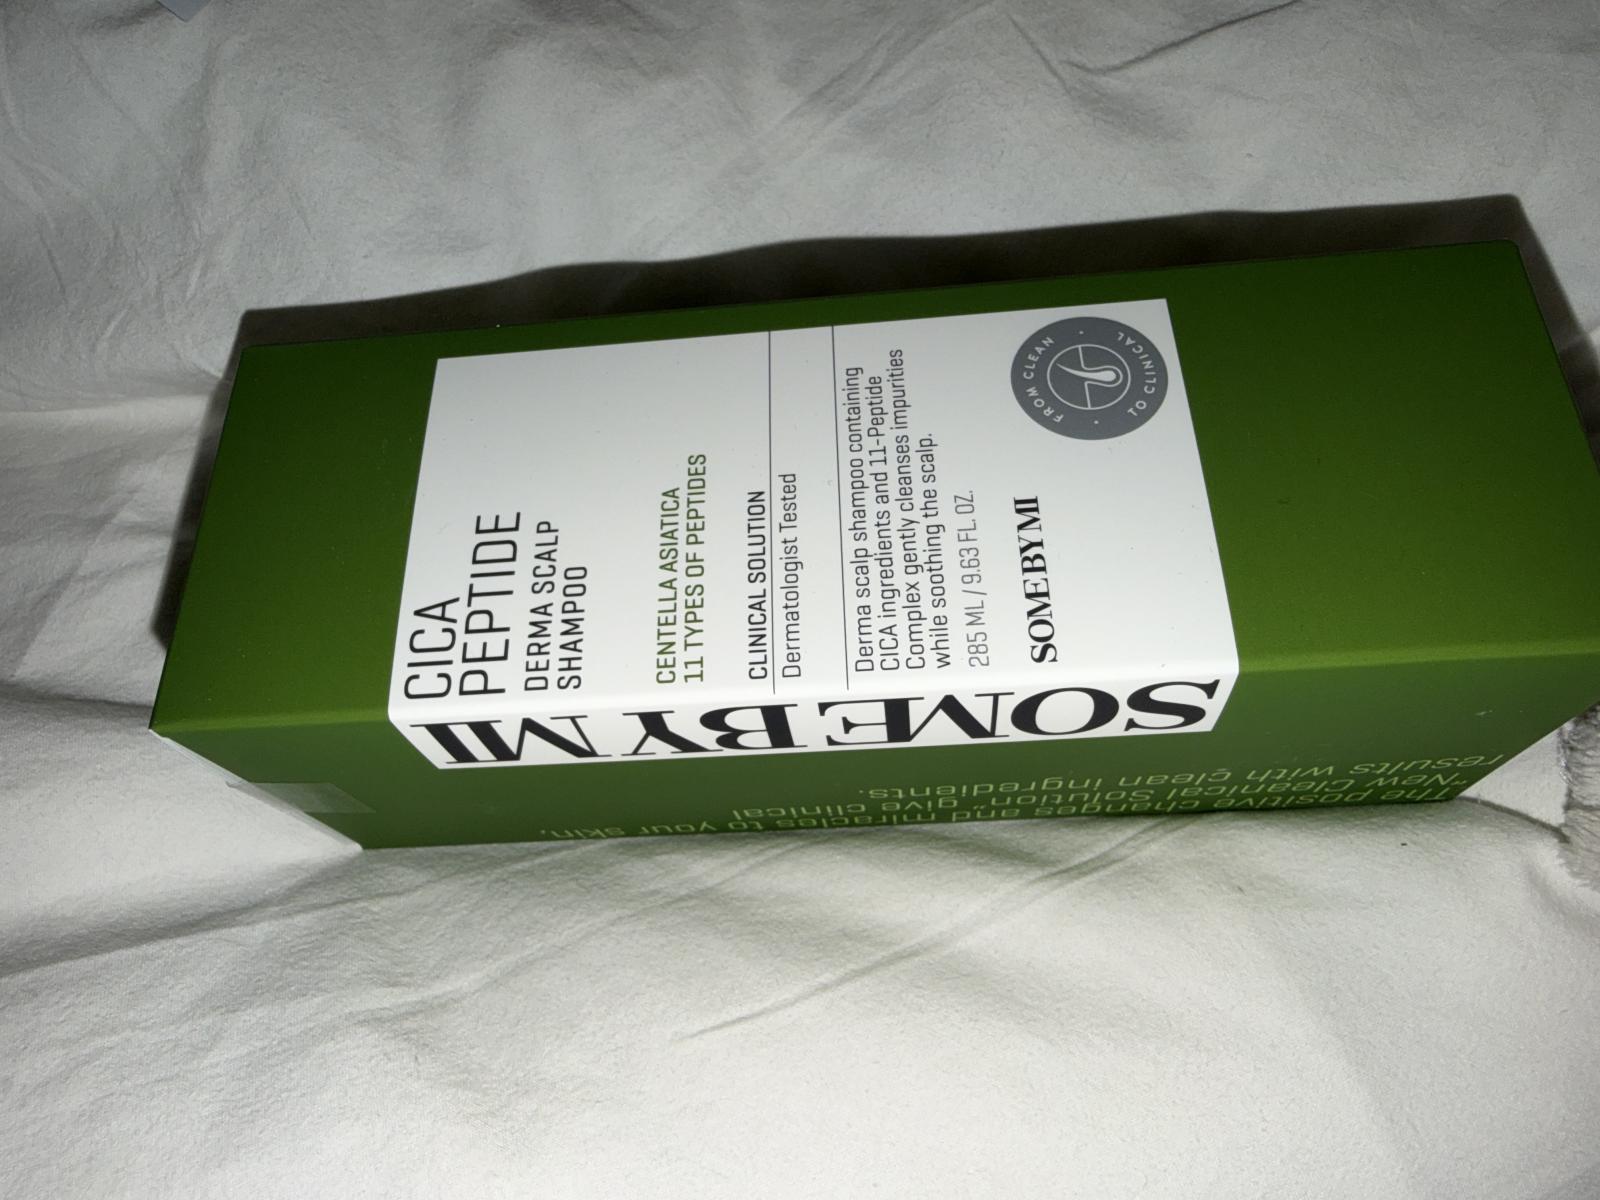 CICA
PEPTIDE
DERMA SCALP
SHAMPOO
CENTELLA ASIATICA
11 TYPES OF PEPTIDES
CLINICAL SOLUTION
Dermatologist Tested
Derma scalp shampoo containing
CICA ingredients and 11-Peptide
Complex gently cleanses impurities
while soothing the scalp.
285 ML / 9.63 FL. OZ.
SOME BY MI
FROM CLEAN
TO CLINICAL
SOME BY MI
The positive changes and miracles to your skin,
"New Cleanical Solution," give clinical
results with clean ingredients.